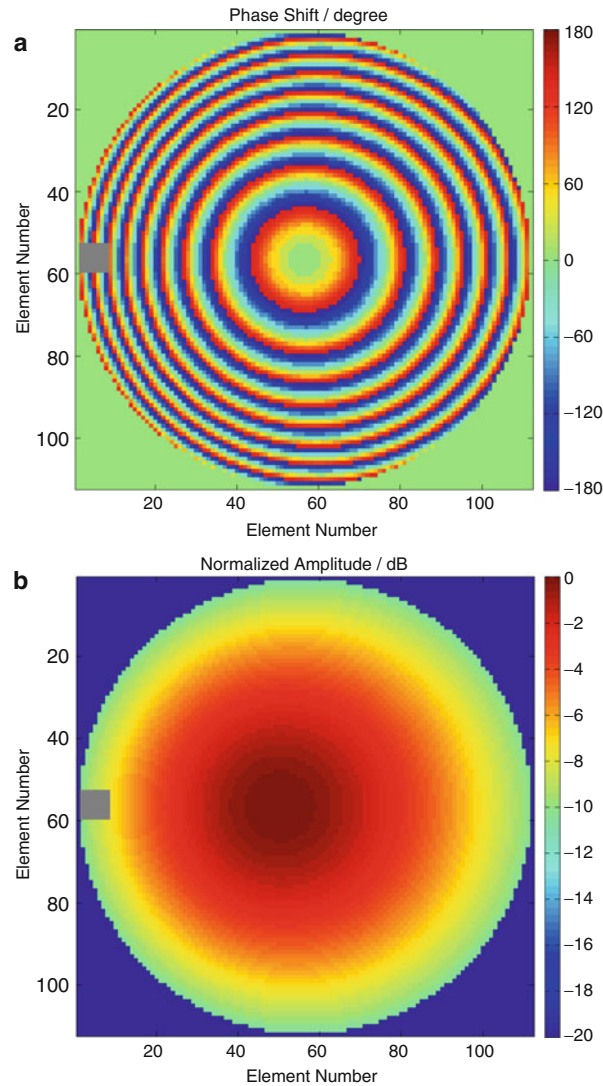 a
Phase Shift / degree
Element Number
20
40
60
80
100
20 40 60 80 100
Element Number
180
120
60
0
−60
−120
−180
b
Normalized Amplitude / dB
Element Number
20
40
60
80
100
20 40 60 80 100
Element Number
0
−2
−4
−6
−8
−10
−12
−14
−16
−18
−20